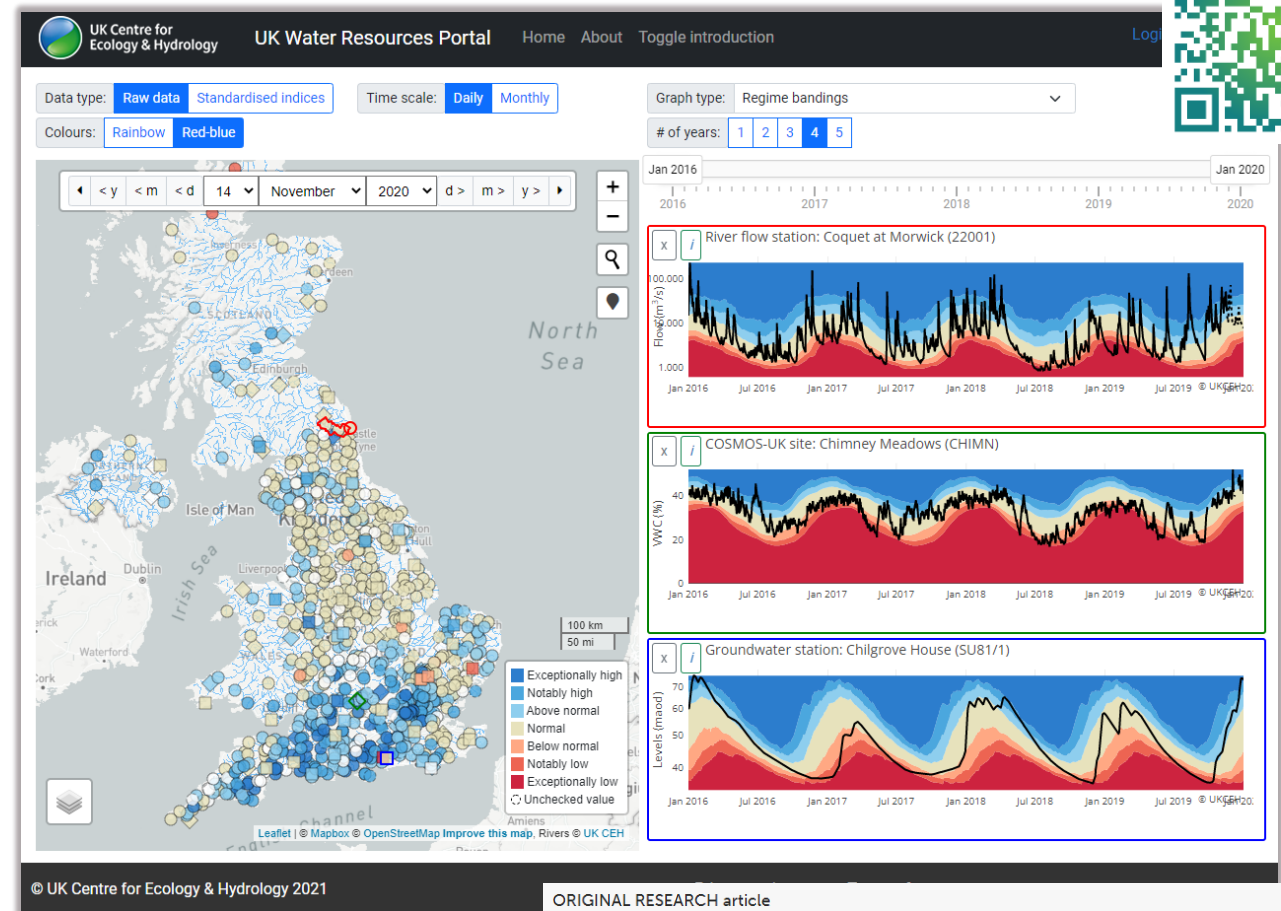 UK Centre for
Ecology & Hydrology
UK Water Resources Portal Home About Toggle introduction
Data type: Raw data Standardised indices Time scale: Daily Monthly
Colours: Rainbow Red-blue
Graph type: Regime bandings
# of years: 1 2 3 4 5
< y < m < d 14 November 2020 d > m > y >
+
−
Inverness
SCOTLAND
Edinburgh
North
Sea
Isle of Man
Ireland
Dublin
Irish Sea
Liverpool
Hull
Waterford
100 km
50 mi
Exceptionally high
Notably high
Above normal
Normal
Below normal
Notably low
Exceptionally low
Unchecked value
Amiens
Leaflet | © Mapbox © OpenStreetMap Improve this map, Rivers © UK CEH
Jan 2016 Jan 2020
2016 2017 2018 2019 2020
x i River flow station: Coquet at Morwick (22001)
Flow (m³/s)
100.000
10.000
1.000
Jan 2016 Jul 2016 Jan 2017 Jul 2017 Jan 2018 Jul 2018 Jan 2019 Jul 2019 © UKCEH
x i COSMOS-UK site: Chimney Meadows (CHIMN)
VWC (%)
40
20
0
Jan 2016 Jul 2016 Jan 2017 Jul 2017 Jan 2018 Jul 2018 Jan 2019 Jul 2019 © UKCEH
x i Groundwater station: Chilgrove House (SU81/1)
Levels (maod)
70
60
50
40
Jan 2016 Jul 2016 Jan 2017 Jul 2017 Jan 2018 Jul 2018 Jan 2019 Jul 2019 © UKCEH
© UK Centre for Ecology & Hydrology 2021
ORIGINAL RESEARCH article